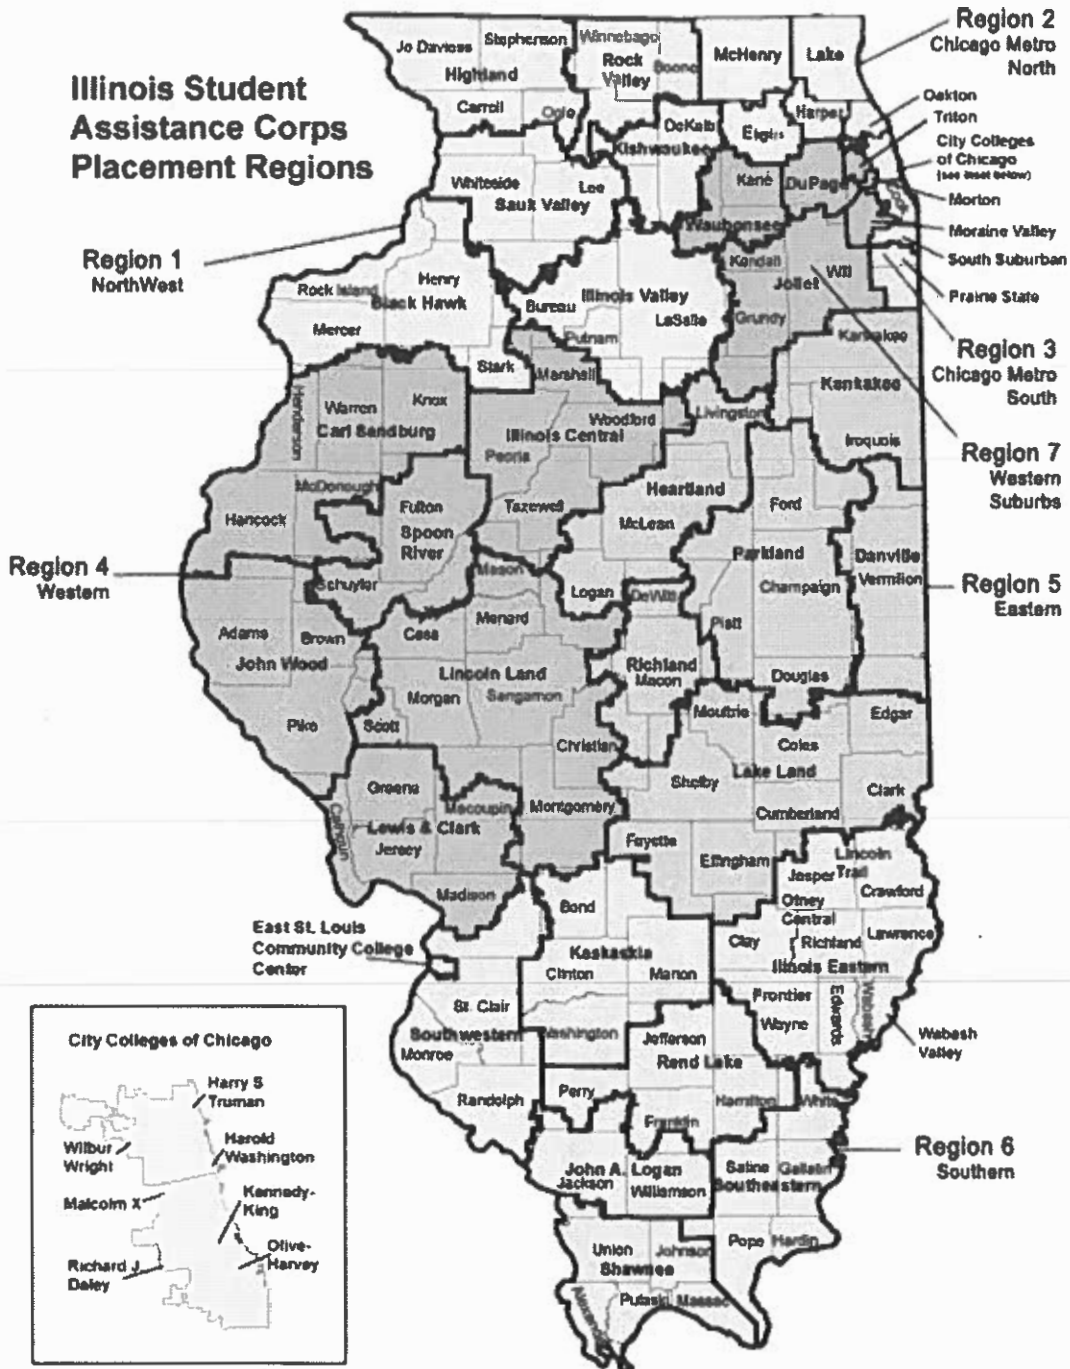 Illinois Student
Assistance Corps
Placement Regions
Region 2
Chicago Metro
North
Jo Daviess
Stephenson
Winnebago
McHenry
Lake
Highland
Rock
Valley
Boone
Carroll
Ogle
DeKalb
Kishwaukee
Elgin
Harper
Oakton
Triton
City Colleges
of Chicago
(see inset below)
Whiteside
Lee
Sauk Valley
Kane
DuPage
Cook
Morton
Waubonsee
Moraine Valley
South Suburban
Region 1
NorthWest
Kendall
Will
Joliet
Prairie State
Rock Island
Henry
Black Hawk
Bureau
Illinois Valley
LaSalle
Grundy
Mercer
Putnam
Kankakee
Region 3
Chicago Metro
South
Stark
Marshall
Kankakee
Henderson
Warren
Knox
Carl Sandburg
Woodford
Illinois Central
Livingston
Iroquois
Peoria
Region 7
Western
Suburbs
McDonough
Heartland
Hancock
Fulton
Tazewell
McLean
Ford
Spoon
River
Parkland
Danville
Region 4
Western
Mason
Vermilion
Region 5
Eastern
Schuyler
Logan
DeWitt
Champaign
Adams
Brown
Cass
Menard
Piatt
John Wood
Lincoln Land
Richland
Macon
Douglas
Morgan
Sangamon
Moultrie
Edgar
Pike
Scott
Christian
Coles
Shelby
Lake Land
Greene
Clark
Calhoun
Macoupin
Montgomery
Cumberland
Lewis & Clark
Jersey
Fayette
Effingham
Jasper
Lincoln
Trail
Crawford
Madison
Olney
Central
Bond
East St. Louis
Community College
Center
Clay
Richland
Lawrence
Kaskaskia
Illinois Eastern
Clinton
Marion
St. Clair
Frontier
Edwards
Wabash
Southwestern
Washington
Jefferson
Wayne
Wabash
Valley
Monroe
Rend Lake
Randolph
Perry
Hamilton
White
Franklin
Region 6
Southern
John A. Logan
Jackson
Williamson
Saline
Gallatin
Southeastern
Union
Johnson
Pope
Hardin
Shawnee
Alexander
Pulaski
Massac
City Colleges of Chicago
Harry S
Truman
Wilbur
Wright
Harold
Washington
Malcolm X
Kennedy-
King
Richard J
Daley
Olive-
Harvey